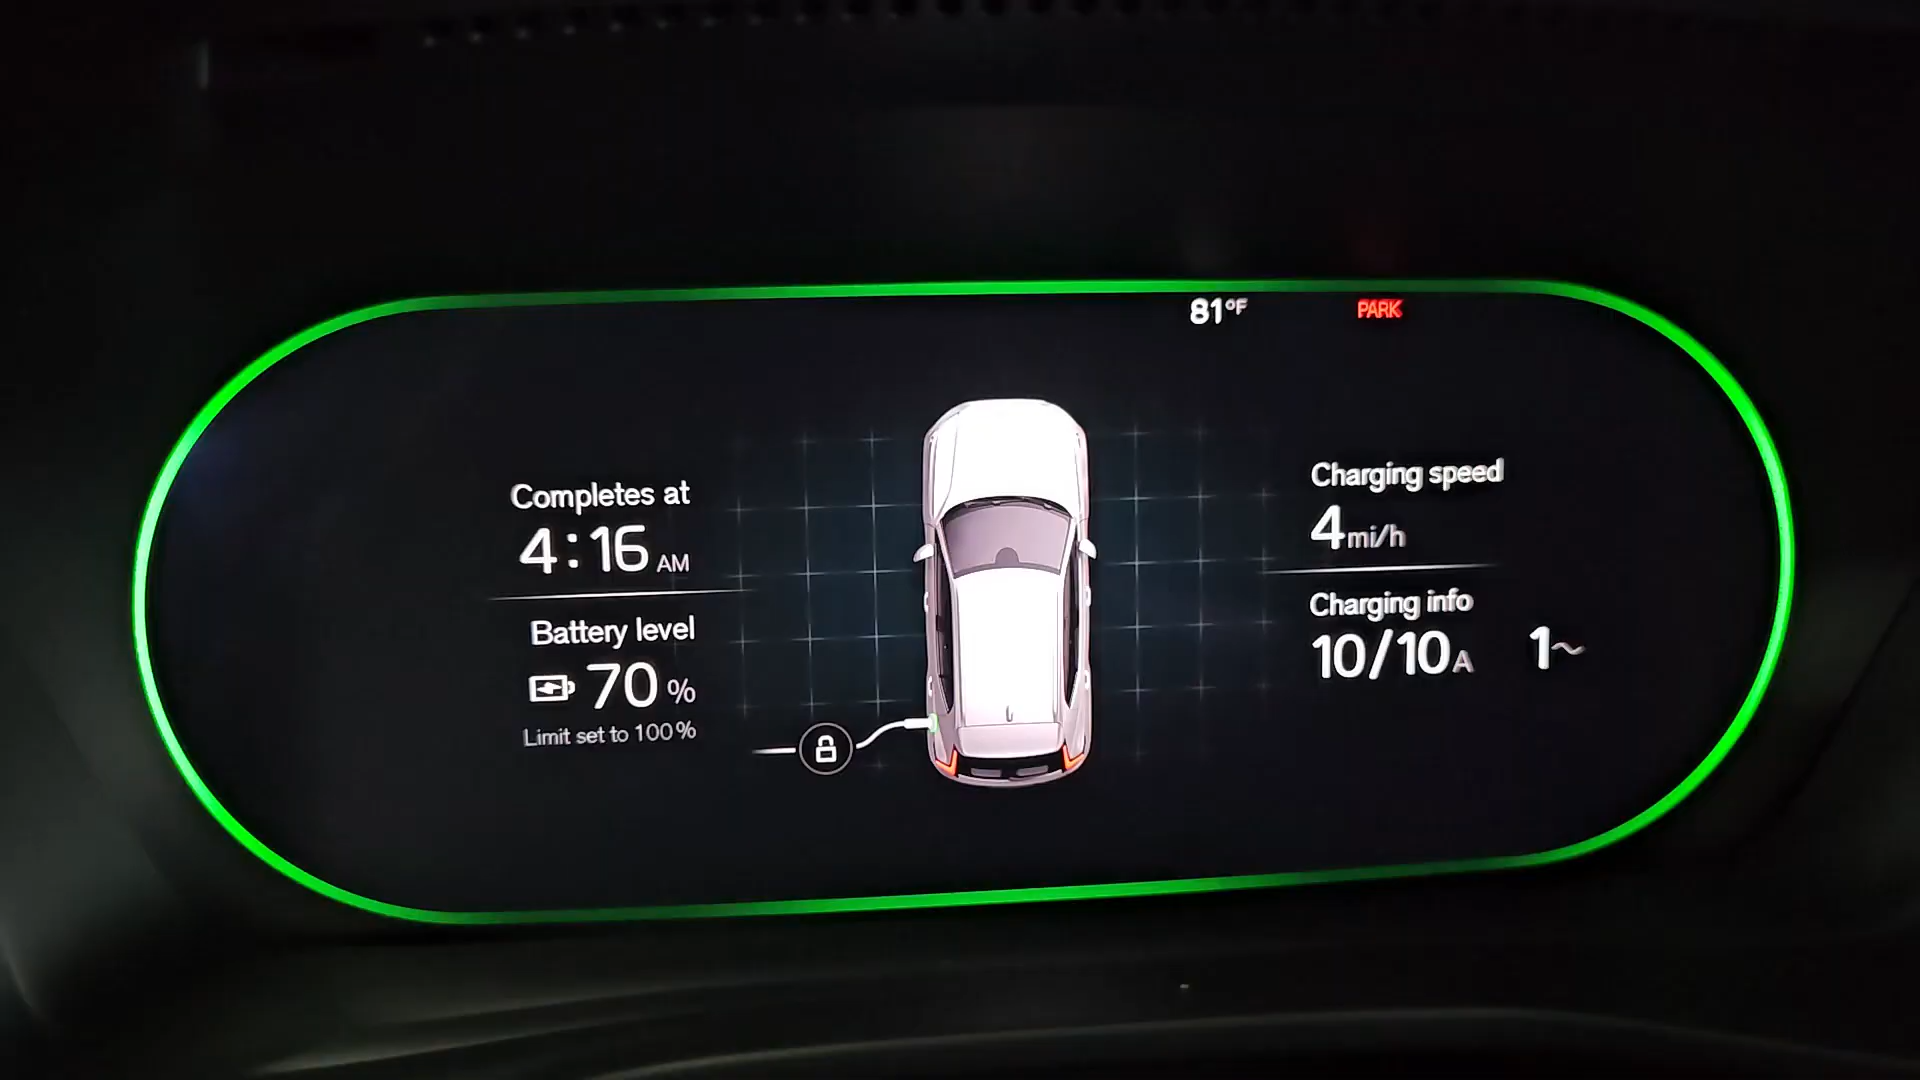 81°F
PARK
Completes at
4:16 AM
Battery level
70 %
Limit set to 100%
Charging speed
4 mi/h
Charging info
10/10 A 1~